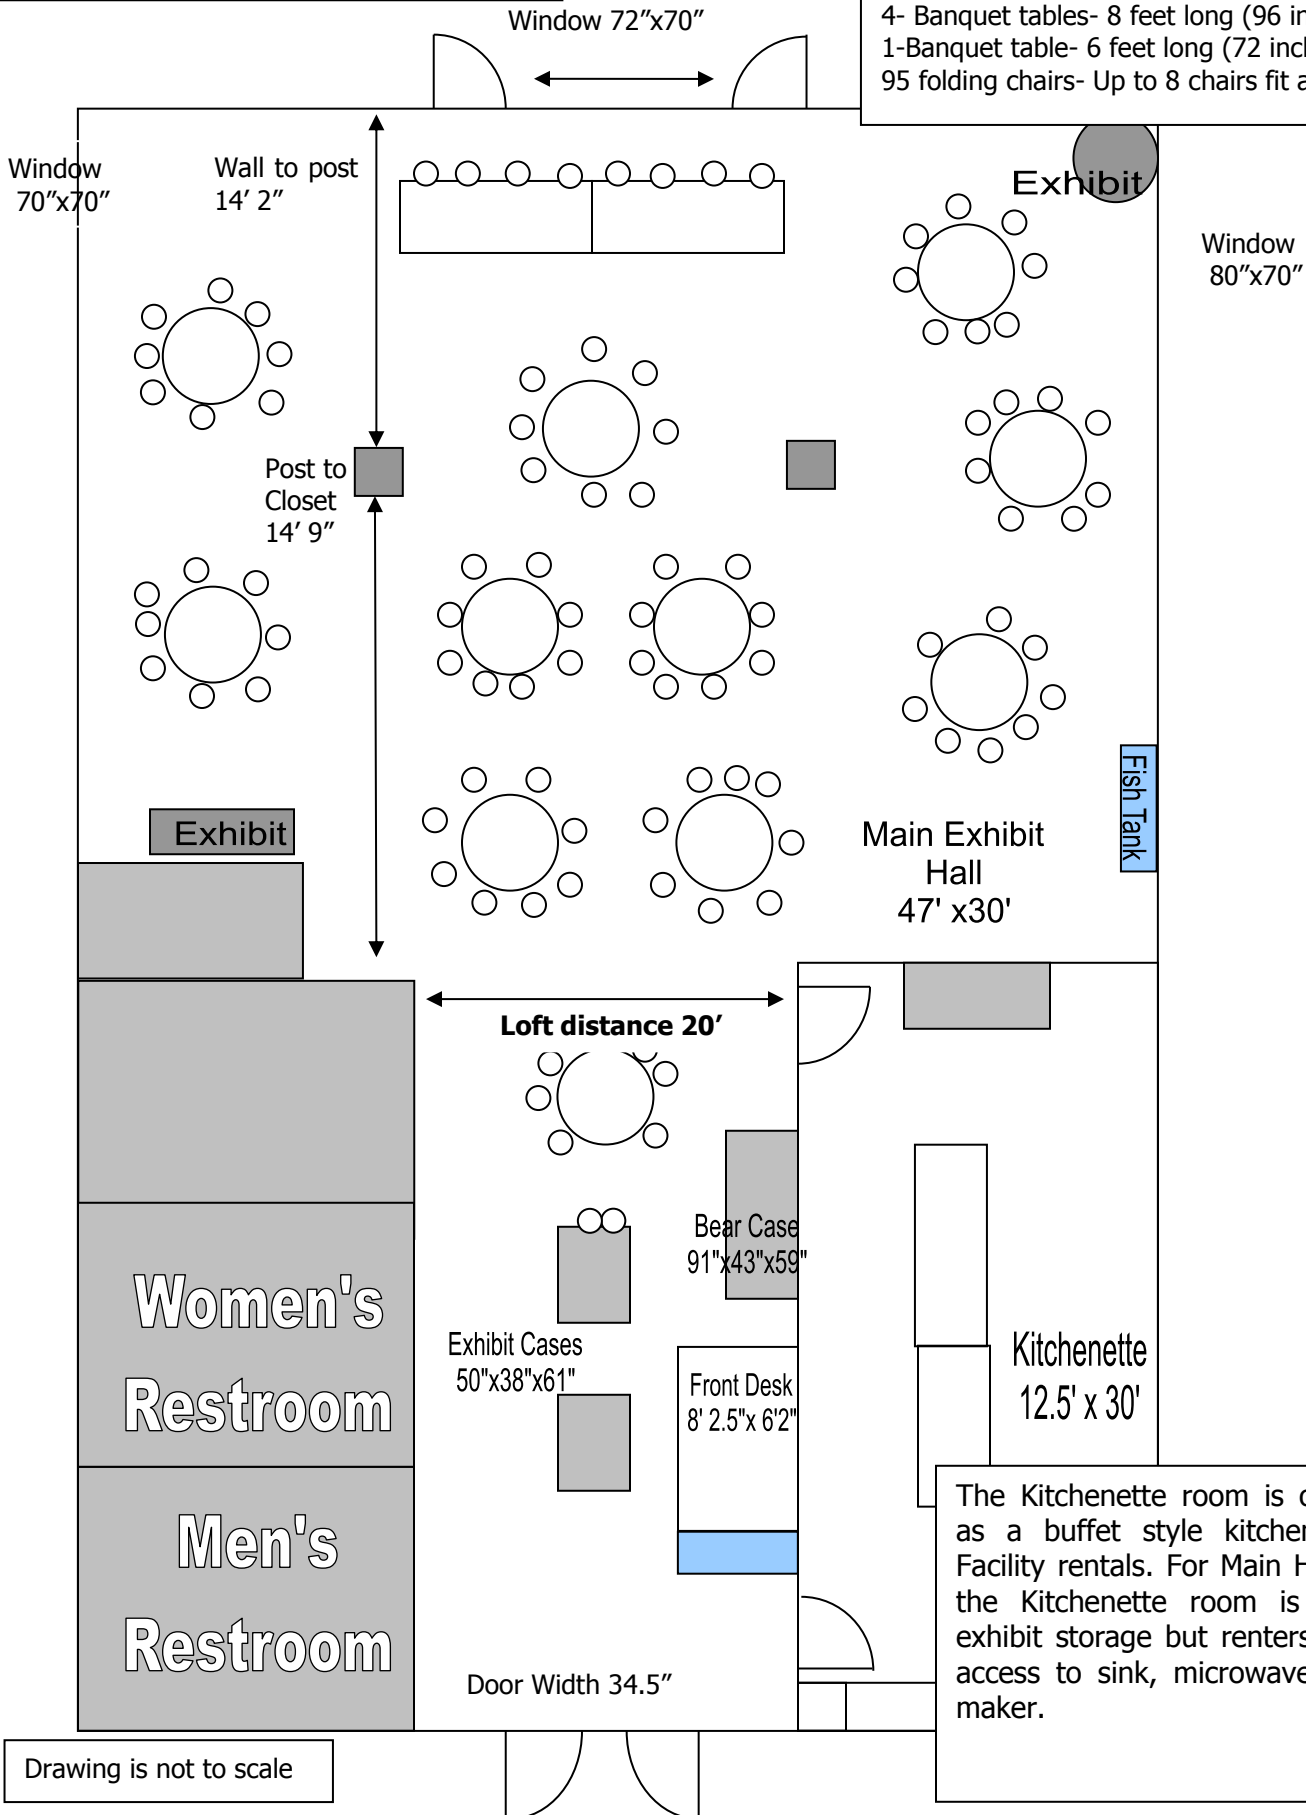 Window 72”x70”
4- Banquet tables- 8 feet long (96 in
1-Banquet table- 6 feet long (72 incl
95 folding chairs- Up to 8 chairs fit a
Window
70”x70”
Wall to post
14’ 2”
Exhibit
Window
80”x70”
Post to
Closet
14’ 9”
Exhibit
Fish Tank
Main Exhibit
Hall
47' x30'
Loft distance 20’
Bear Case
91"x43"x59"
Women's
Restroom
Exhibit Cases
50"x38"x61"
Front Desk
8' 2.5"x 6'2"
Kitchenette
12.5' x 30'
Men's
Restroom
The Kitchenette room is
as a buffet style kitchen
Facility rentals. For Main H
the Kitchenette room is
exhibit storage but renters
access to sink, microwave
maker.
Door Width 34.5”
Drawing is not to scale